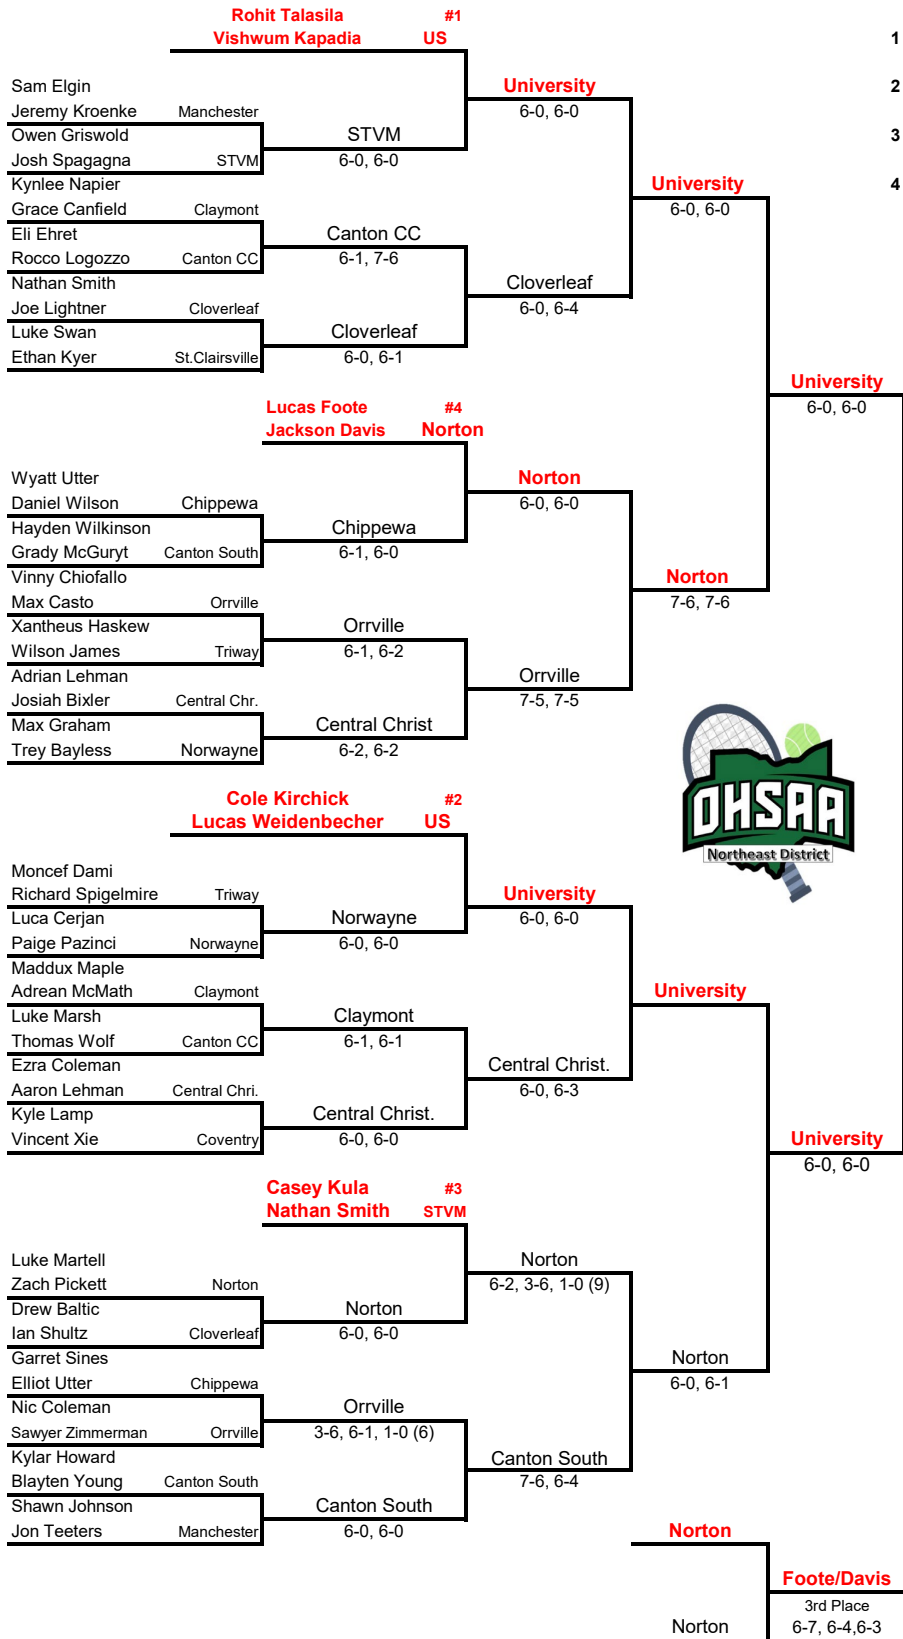 Rohit Talasila #1
Vishwum Kapadia US
1
Sam Elgin
University
2
Jeremy Kroenke Manchester
6-0, 6-0
Owen Griswold
STVM
3
Josh Spagagna STVM
6-0, 6-0
Kynlee Napier
University
4
Grace Canfield Claymont
6-0, 6-0
Eli Ehret
Canton CC
Rocco Logozzo Canton CC
6-1, 7-6
Nathan Smith
Cloverleaf
Joe Lightner Cloverleaf
6-0, 6-4
Luke Swan
Cloverleaf
Ethan Kyer St.Clairsville
6-0, 6-1
University
6-0, 6-0
Lucas Foote #4
Jackson Davis Norton
Wyatt Utter
Norton
Daniel Wilson Chippewa
6-0, 6-0
Hayden Wilkinson
Chippewa
Grady McGuryt Canton South
6-1, 6-0
Vinny Chiofallo
Norton
Max Casto Orrville
7-6, 7-6
Xantheus Haskew
Orrville
Wilson James Triway
6-1, 6-2
Adrian Lehman
Orrville
Josiah Bixler Central Chr.
7-5, 7-5
Max Graham
Central Christ
Trey Bayless Norwayne
6-2, 6-2
OHSAA
Northeast District
Cole Kirchick #2
Lucas Weidenbecher US
Moncef Dami
Richard Spigelmire Triway
University
6-0, 6-0
Luca Cerjan
Norwayne
Paige Pazinci Norwayne
6-0, 6-0
Maddux Maple
Adrean McMath Claymont
University
Luke Marsh
Claymont
Thomas Wolf Canton CC
6-1, 6-1
Ezra Coleman
Central Christ.
Aaron Lehman Central Chri.
6-0, 6-3
Kyle Lamp
Central Christ.
Vincent Xie Coventry
6-0, 6-0
University
6-0, 6-0
Casey Kula #3
Nathan Smith STVM
Luke Martell
Norton
Zach Pickett Norton
6-2, 3-6, 1-0 (9)
Drew Baltic
Norton
Ian Shultz Cloverleaf
6-0, 6-0
Garret Sines
Norton
Elliot Utter Chippewa
6-0, 6-1
Nic Coleman
Orrville
Sawyer Zimmerman Orrville
3-6, 6-1, 1-0 (6)
Kylar Howard
Canton South
Blayten Young Canton South
7-6, 6-4
Shawn Johnson
Canton South
Jon Teeters Manchester
6-0, 6-0
Norton
Foote/Davis
3rd Place
Norton
6-7, 6-4,6-3